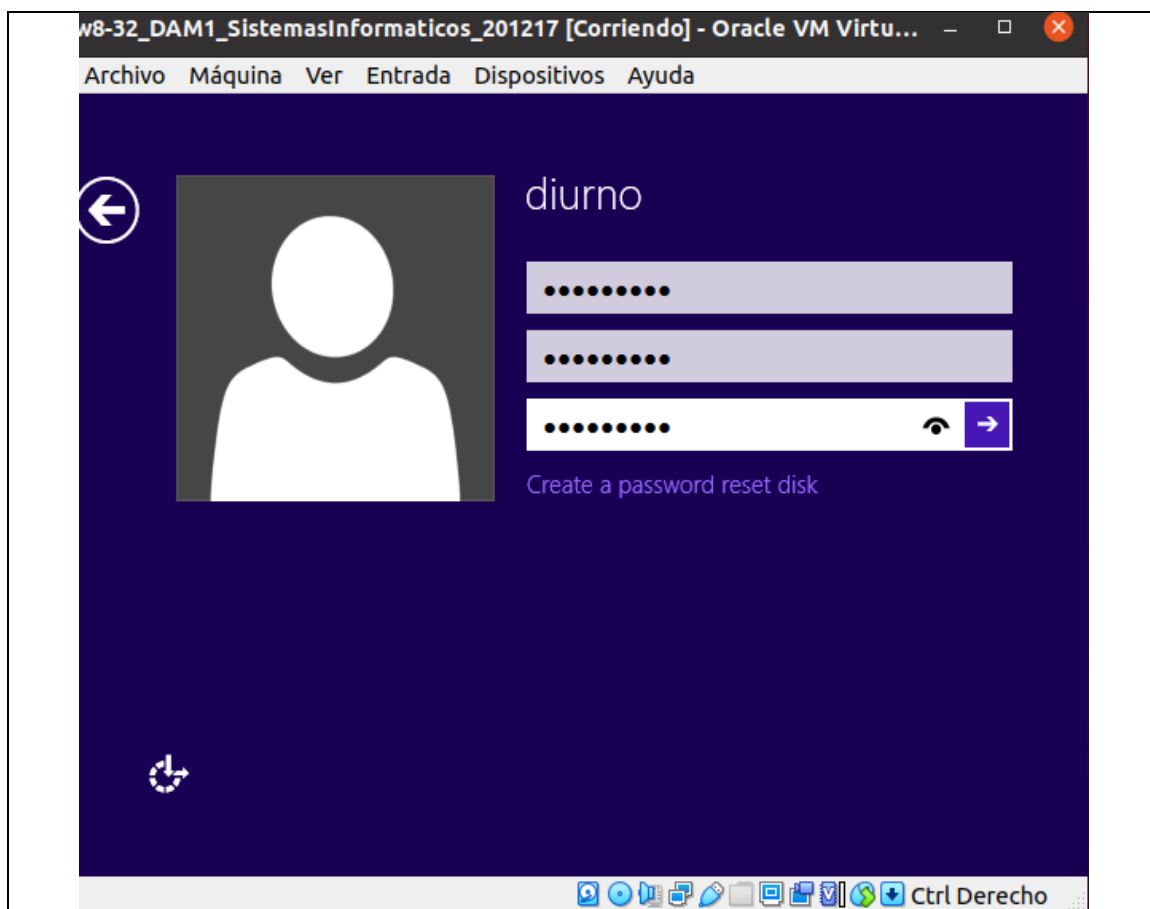 w8-32_DAM1_SistemasInformaticos_201217 [Corriendo] - Oracle VM Virtu...
Archivo Máquina Ver Entrada Dispositivos Ayuda
diurno
•••••••••
•••••••••
•••••••••
Create a password reset disk
Ctrl Derecho